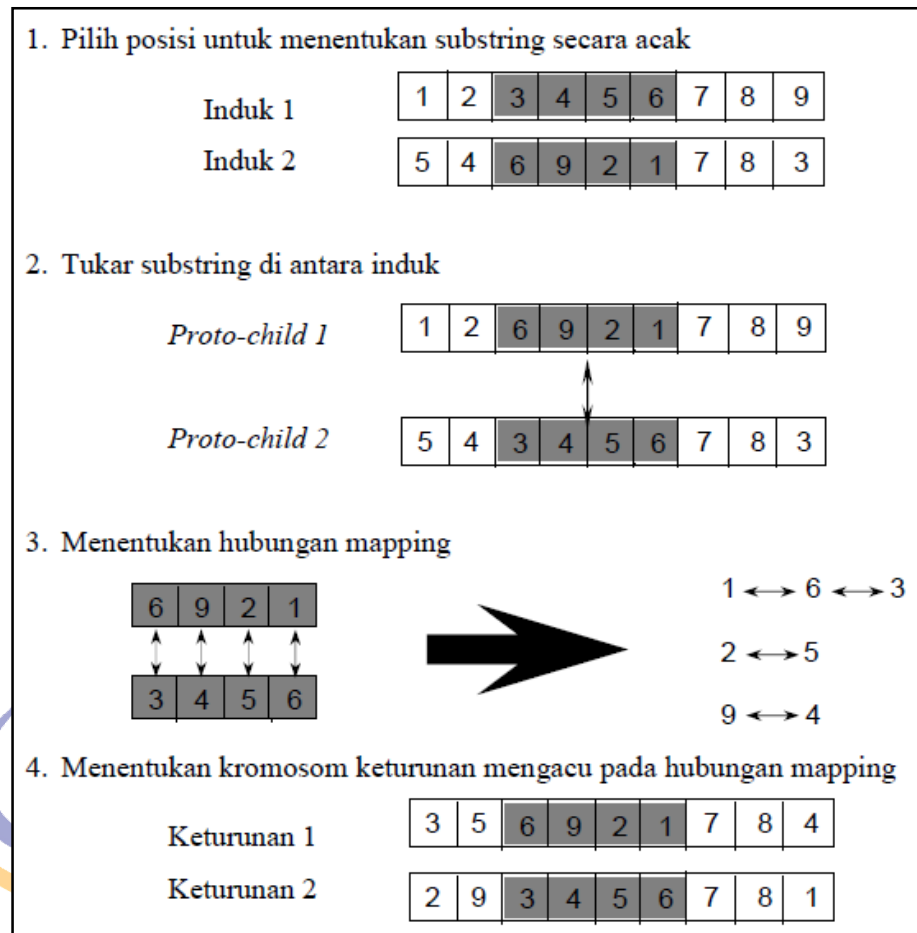 1. Pilih posisi untuk menentukan substring secara acak
Induk 1 1 2 3 4 5 6 7 8 9
Induk 2 5 4 6 9 2 1 7 8 3
2. Tukar substring di antara induk
Proto-child 1 1 2 6 9 2 1 7 8 9
Proto-child 2 5 4 3 4 5 6 7 8 3
3. Menentukan hubungan mapping
6 9 2 1
3 4 5 6
1 ↔ 6 ↔ 3
2 ↔ 5
9 ↔ 4
4. Menentukan kromosom keturunan mengacu pada hubungan mapping
Keturunan 1 3 5 6 9 2 1 7 8 4
Keturunan 2 2 9 3 4 5 6 7 8 1